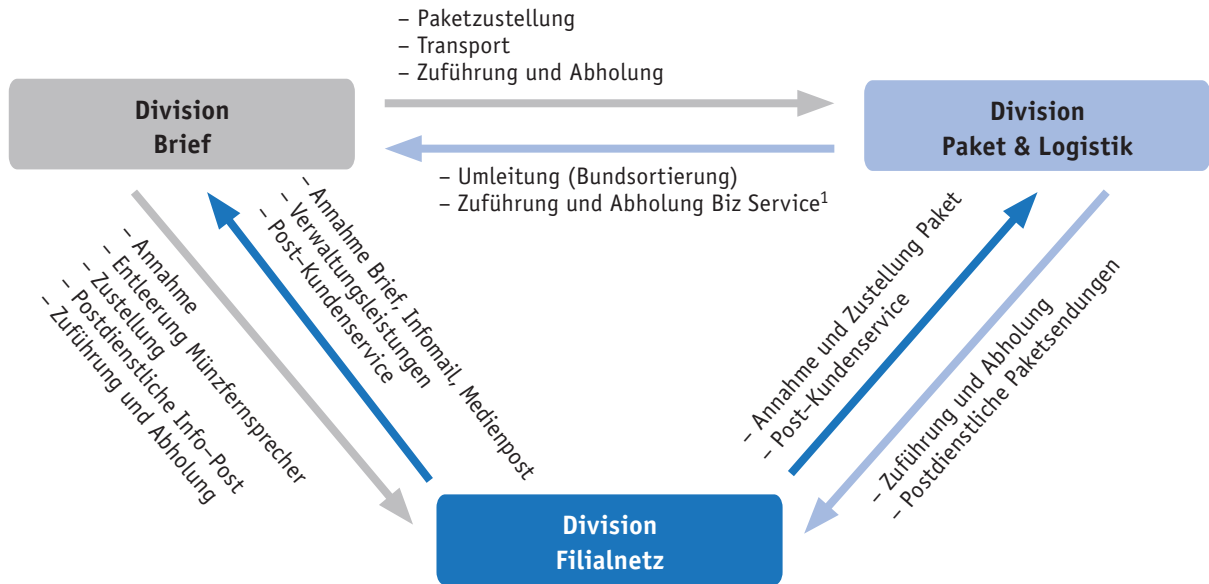 – Paketzustellung
– Transport
– Zuführung und Abholung
Division
Brief
Division
Paket & Logistik
– Umleitung (Bundsortierung)
– Zuführung und Abholung Biz Service¹
– Annahme
– Entleerung Münzfernsprecher
– Zustellung
– Postdienstliche Info–Post
– Zuführung und Abholung
– Annahme Brief, Infomail, Medienpost
– Verwaltungsleistungen
– Post–Kundenservice
– Annahme und Zustellung Paket
– Post–Kundenservice
– Zuführung und Abholung
– Postdienstliche Paketsendungen
Division
Filialnetz